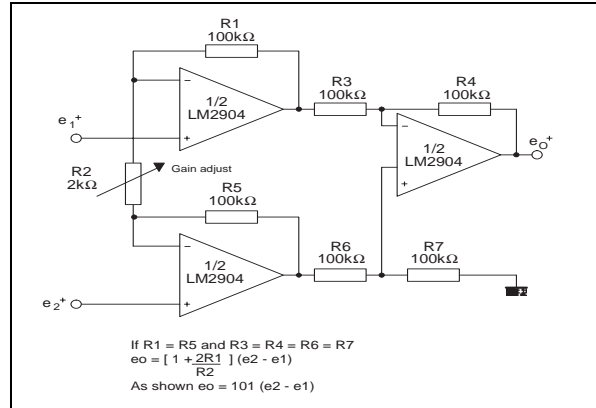 R1
100kΩ
R3
100kΩ
R4
100kΩ
1/2
LM2904
e1+
1/2
LM2904
eO+
R2
2kΩ
Gain adjust
R5
100kΩ
1/2
LM2904
R6
100kΩ
R7
100kΩ
e2+
If R1 = R5 and R3 = R4 = R6 = R7
eo = [ 1 + 2R1/R2 ] (e2 - e1)
As shown eo = 101 (e2 - e1)